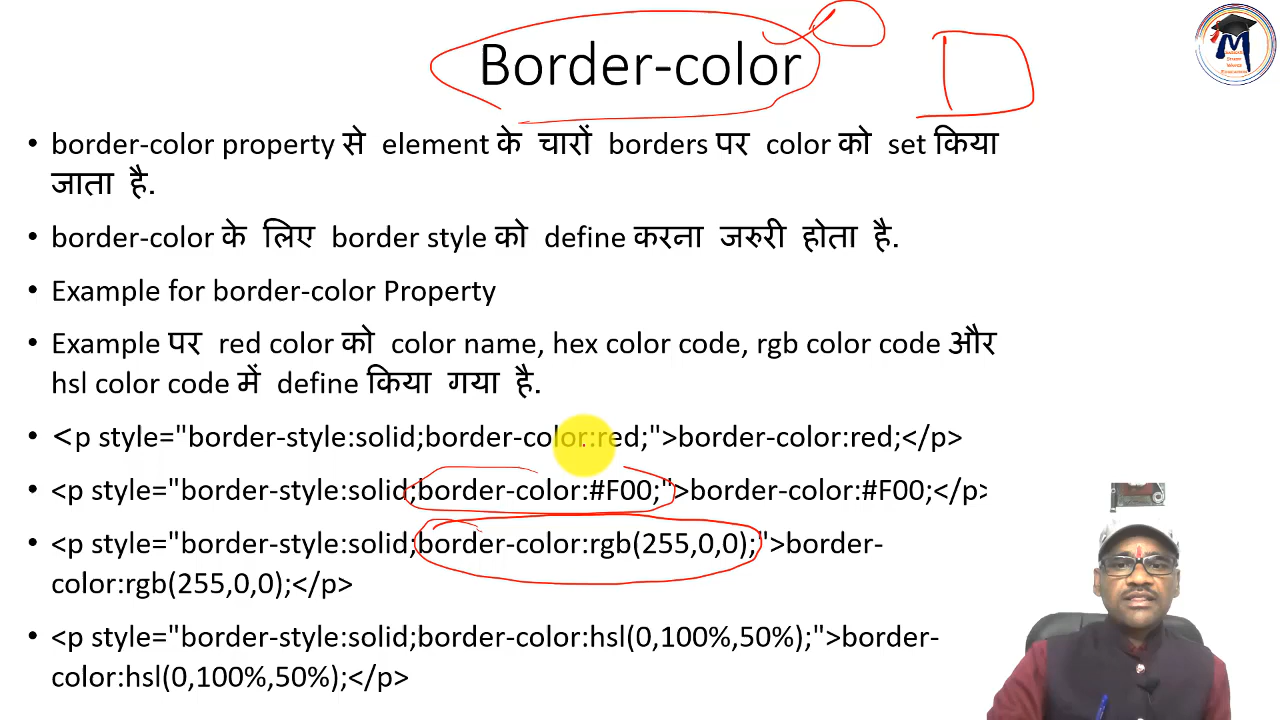 Border-color
• border-color property से element के चारों borders पर color को set किया
जाता है.
• border-color के लिए border style को define करना जरुरी होता है.
• Example for border-color Property
• Example पर red color को color name, hex color code, rgb color code और
hsl color code में define किया गया है.
• <p style="border-style:solid;border-color:red;">border-color:red;</p>
• <p style="border-style:solid;border-color:#F00;">border-color:#F00;</p>
• <p style="border-style:solid;border-color:rgb(255,0,0);">border-
color:rgb(255,0,0);</p>
• <p style="border-style:solid;border-color:hsl(0,100%,50%);">border-
color:hsl(0,100%,50%);</p>